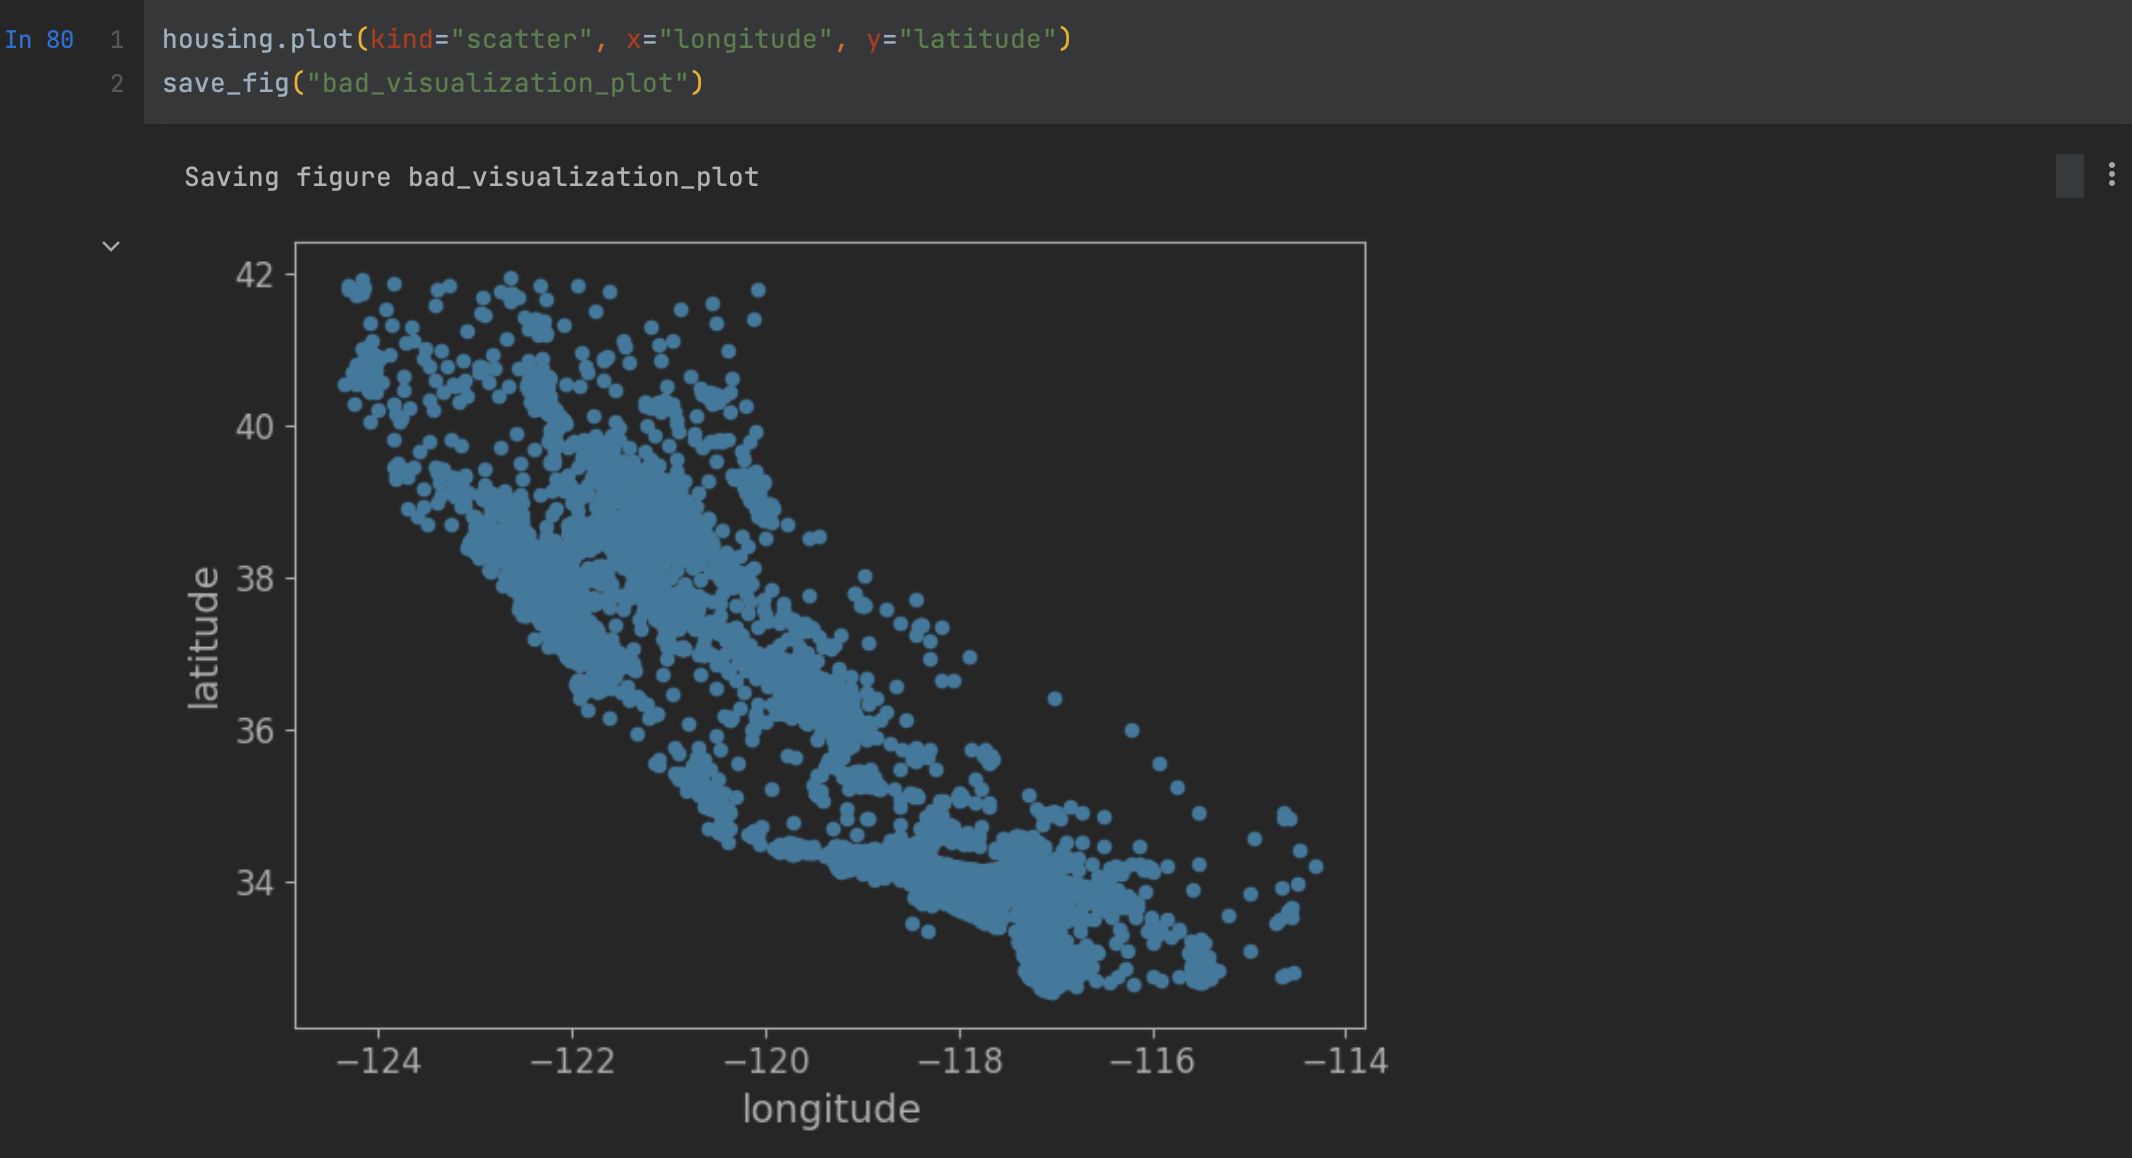 In 80
1 housing.plot(kind="scatter", x="longitude", y="latitude")
2 save_fig("bad_visualization_plot")
Saving figure bad_visualization_plot
42
40
38
36
34
latitude
−124 −122 −120 −118 −116 −114
longitude